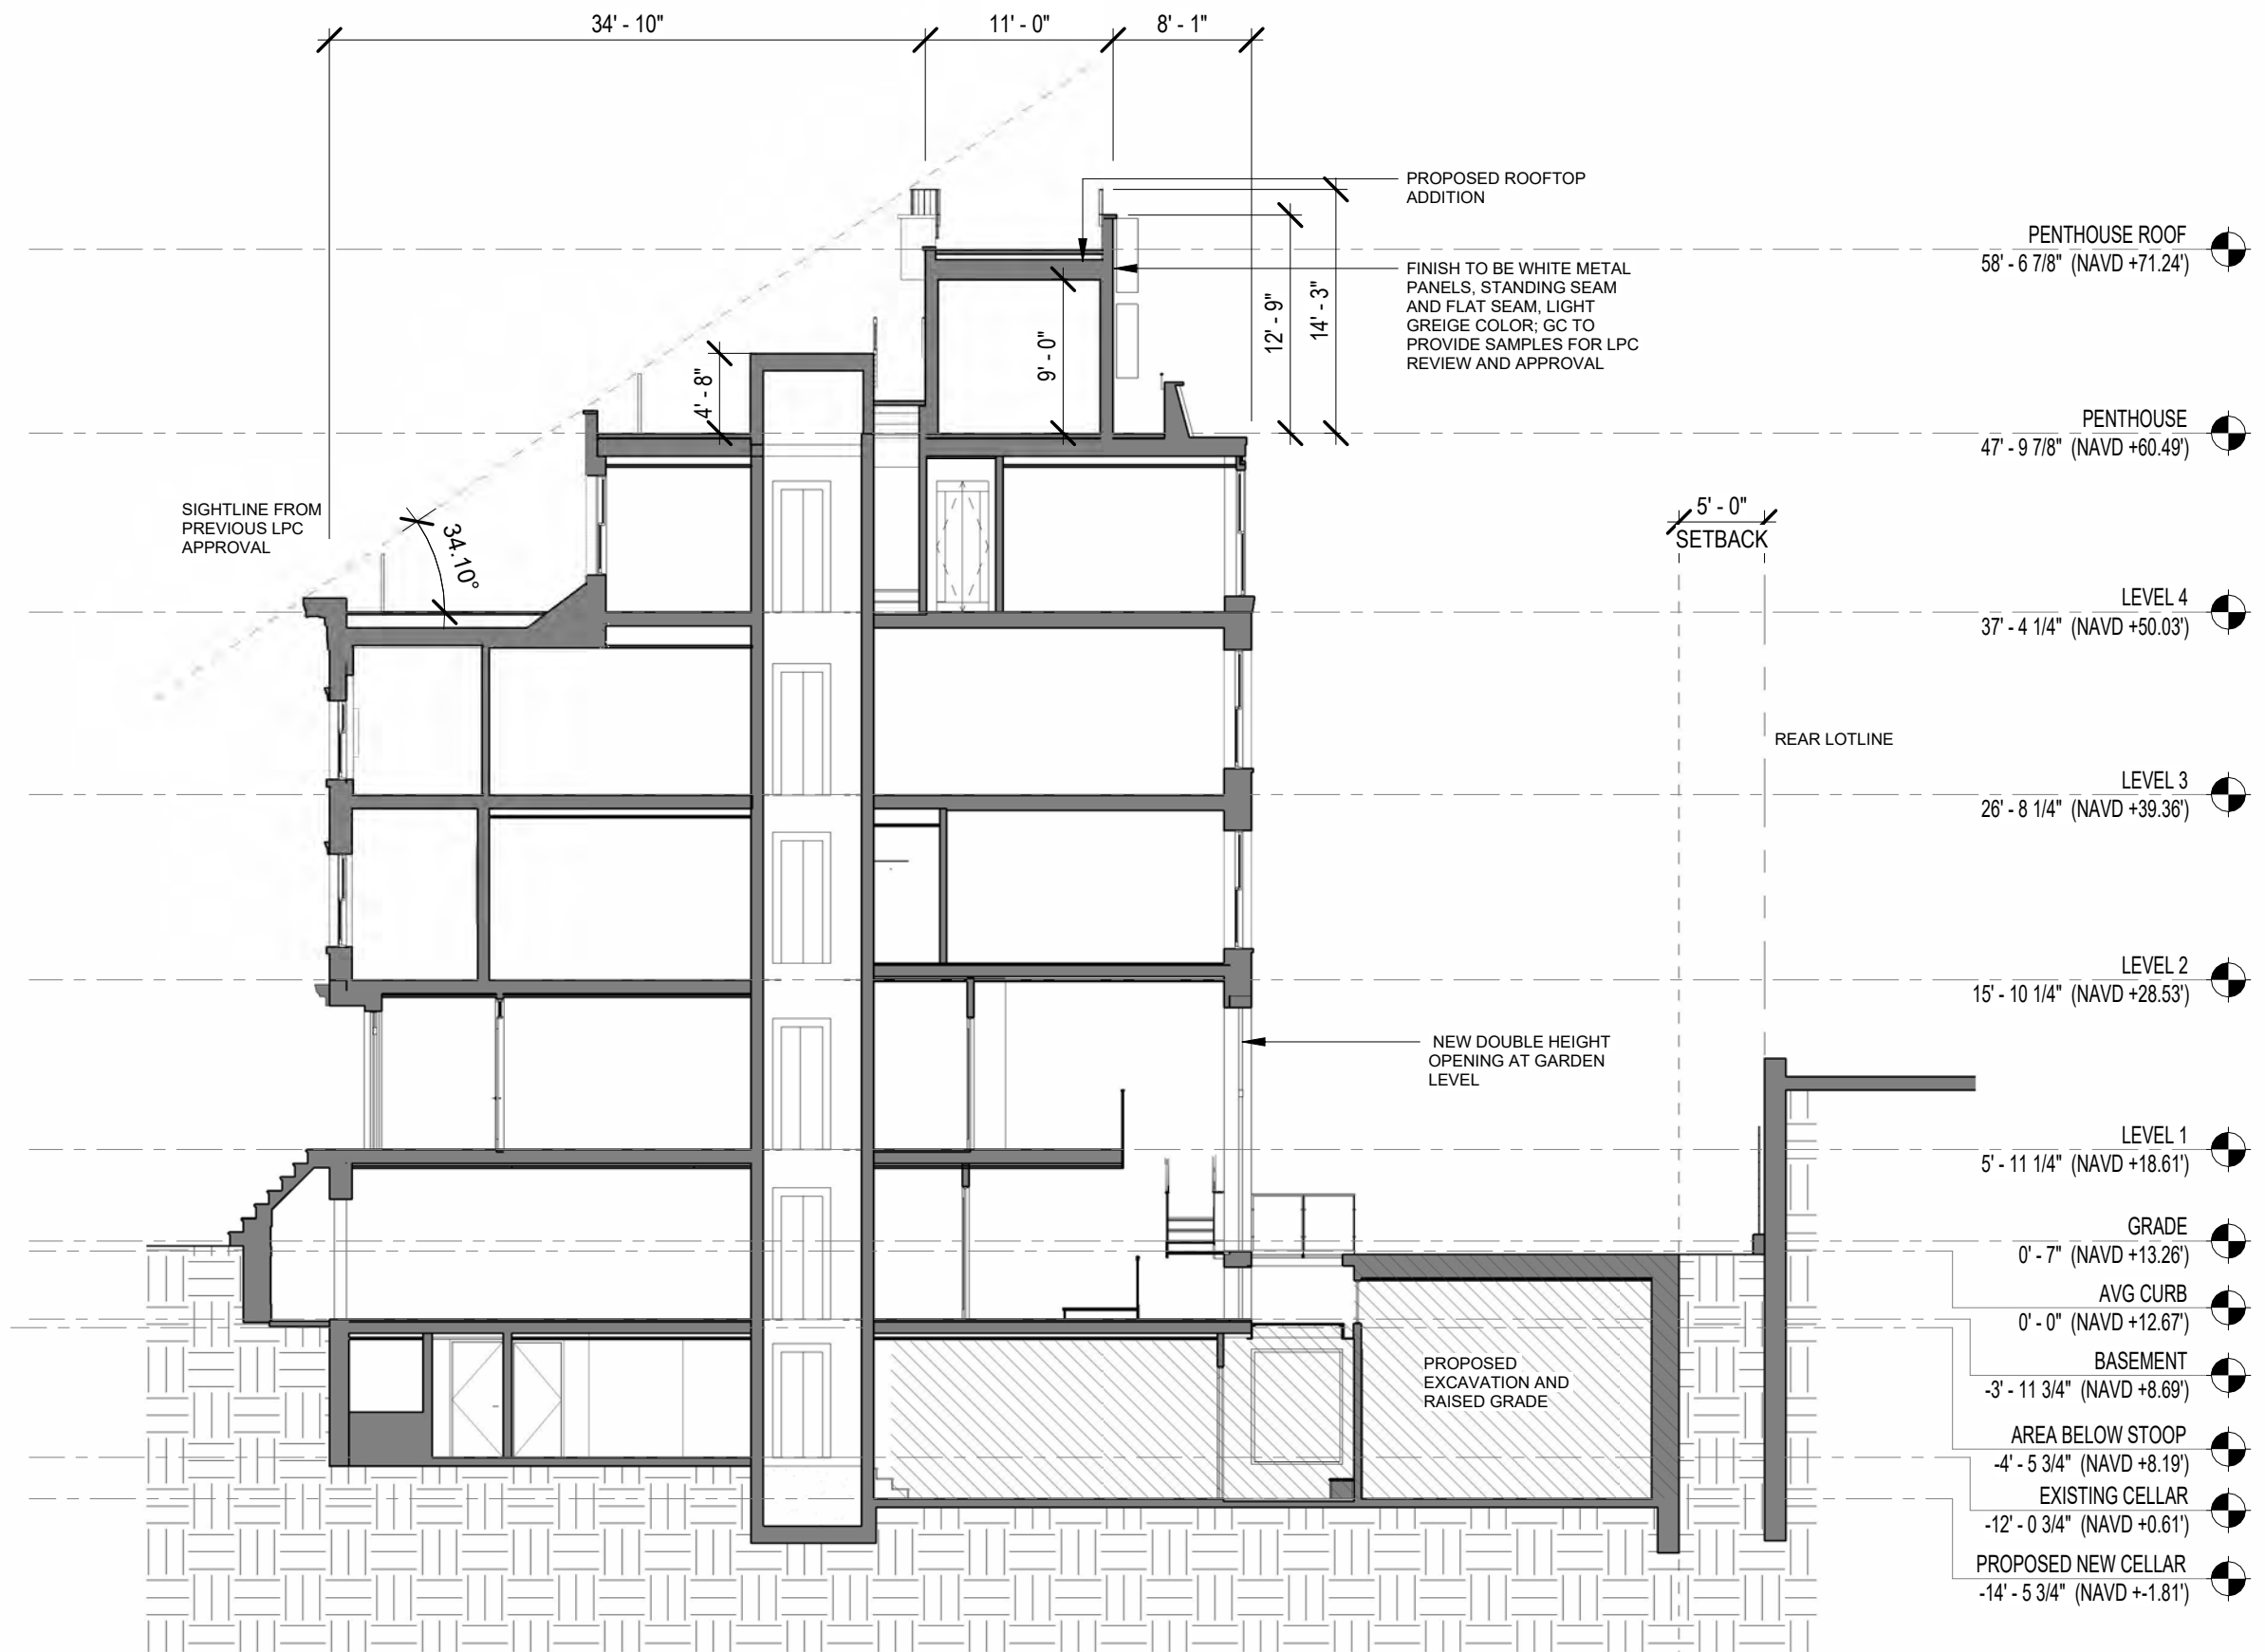 34' - 10"
11' - 0"
8' - 1"
PROPOSED ROOFTOP
ADDITION
FINISH TO BE WHITE METAL
PANELS, STANDING SEAM
AND FLAT SEAM, LIGHT
GREIGE COLOR; GC TO
PROVIDE SAMPLES FOR LPC
REVIEW AND APPROVAL
12' - 9"
14' - 3"
9' - 0"
4' - 8"
SIGHTLINE FROM
PREVIOUS LPC
APPROVAL
34.10°
5' - 0"
SETBACK
REAR LOTLINE
NEW DOUBLE HEIGHT
OPENING AT GARDEN
LEVEL
PROPOSED
EXCAVATION AND
RAISED GRADE
PENTHOUSE ROOF
58' - 6 7/8" (NAVD +71.24')
PENTHOUSE
47' - 9 7/8" (NAVD +60.49')
LEVEL 4
37' - 4 1/4" (NAVD +50.03')
LEVEL 3
26' - 8 1/4" (NAVD +39.36')
LEVEL 2
15' - 10 1/4" (NAVD +28.53')
LEVEL 1
5' - 11 1/4" (NAVD +18.61')
GRADE
0' - 7" (NAVD +13.26')
AVG CURB
0' - 0" (NAVD +12.67')
BASEMENT
-3' - 11 3/4" (NAVD +8.69')
AREA BELOW STOOP
-4' - 5 3/4" (NAVD +8.19')
EXISTING CELLAR
-12' - 0 3/4" (NAVD +0.61')
PROPOSED NEW CELLAR
-14' - 5 3/4" (NAVD +-1.81')